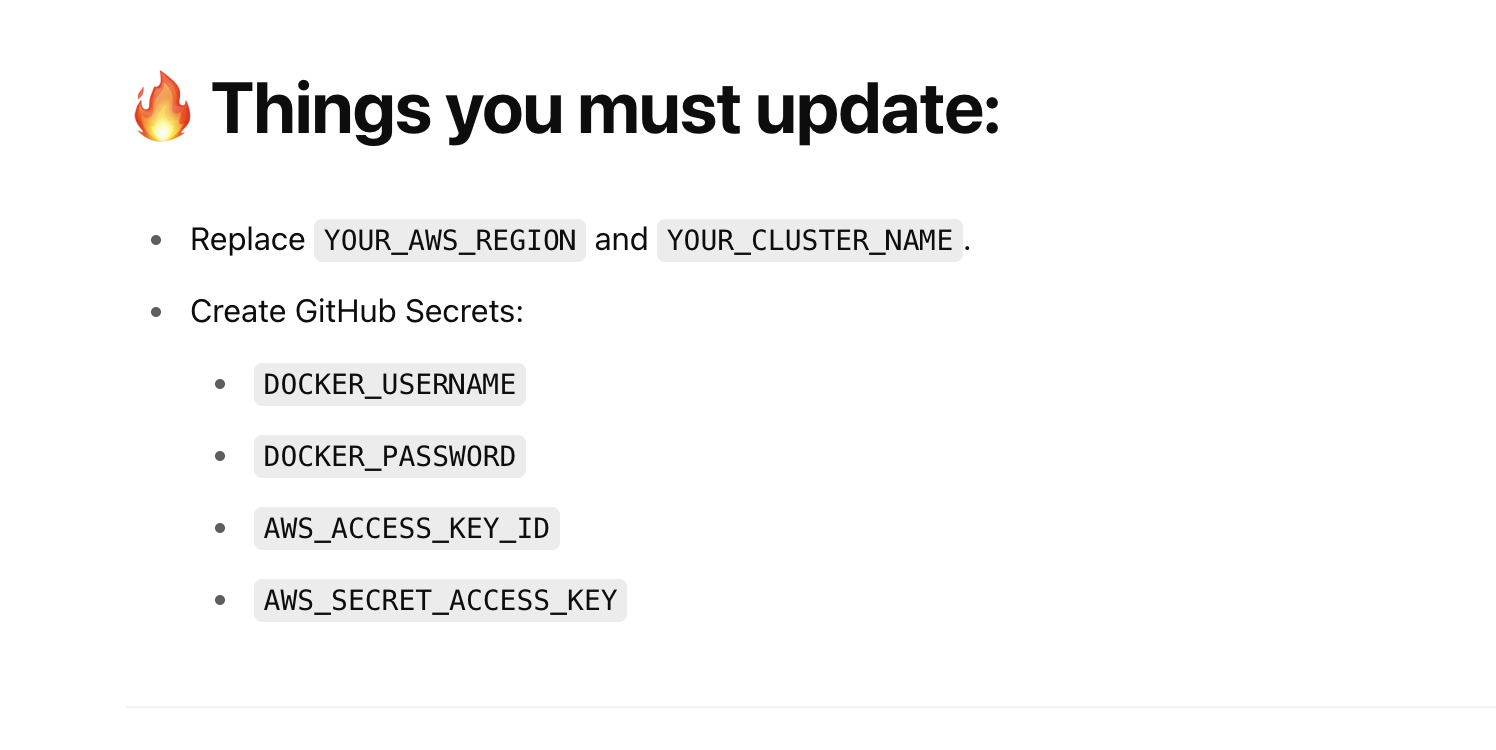 🔥 Things you must update:
• Replace YOUR_AWS_REGION and YOUR_CLUSTER_NAME.
• Create GitHub Secrets:
• DOCKER_USERNAME
• DOCKER_PASSWORD
• AWS_ACCESS_KEY_ID
• AWS_SECRET_ACCESS_KEY